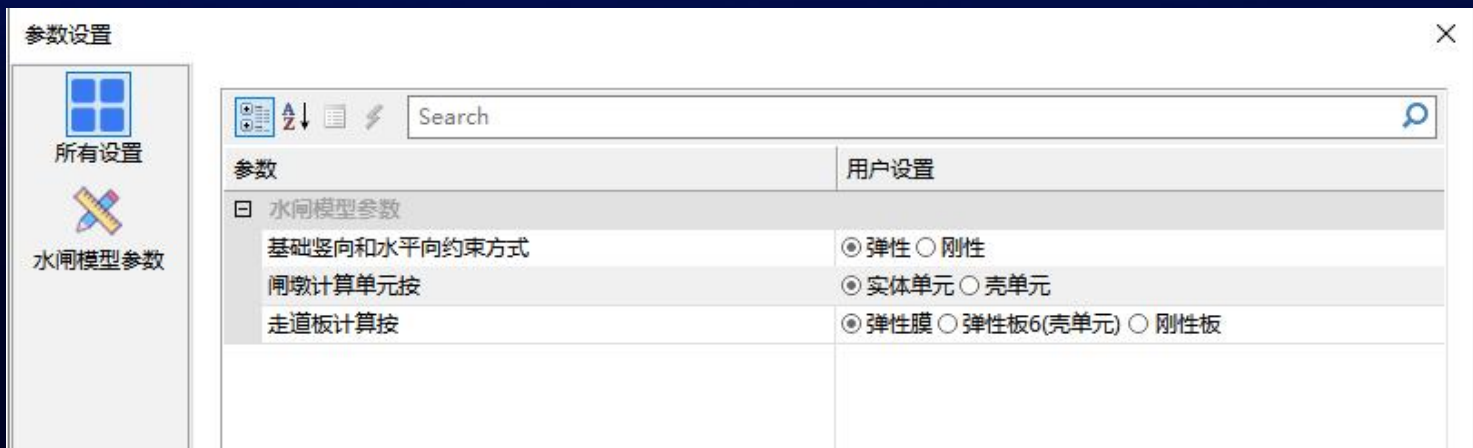 参数设置
所有设置
水闸模型参数
Search
参数 用户设置
水闸模型参数
基础竖向和水平向约束方式 弹性 刚性
闸墩计算单元按 实体单元 壳单元
走道板计算按 弹性膜 弹性板6(壳单元) 刚性板